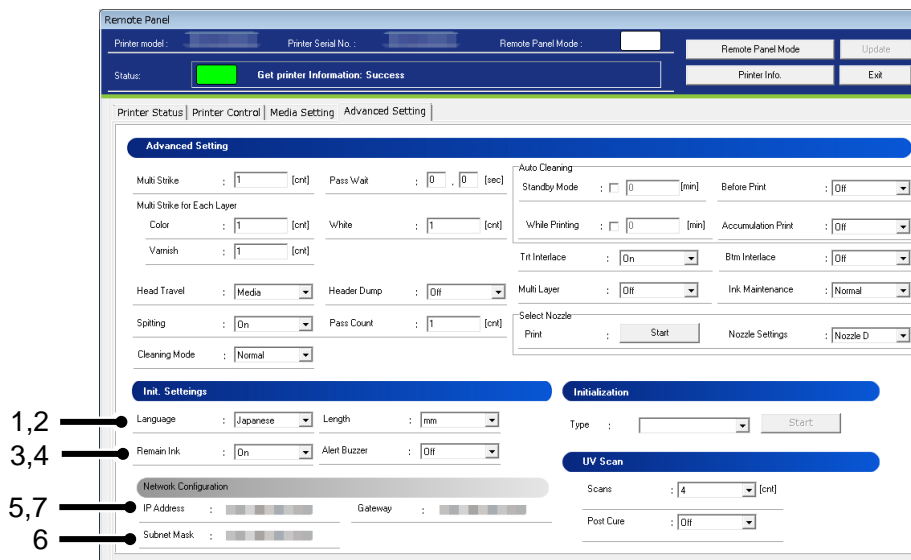 Remote Panel
Printer model : Printer Serial No. : Remote Panel Mode : Remote Panel Mode Update
Status: Get printer Information: Success Printer Info. Exit
Printer Status Printer Control Media Setting Advanced Setting
Advanced Setting
Auto Cleaning
Multi Strike : 1 [cnt] Pass Wait : 0 . 0 [sec] Standby Mode : 0 [min] Before Print : Off
Multi Strike for Each Layer
Color : 1 [cnt] White : 1 [cnt] While Printing : 0 [min] Accumulation Print : Off
Varnish : 1 [cnt]
Trt Interlace : On Btm Interlace : Off
Head Travel : Media Header Dump : Off Multi Layer : Off Ink Maintenance : Normal
Select Nozzle
Spitting : On Pass Count : 1 [cnt] Print : Start Nozzle Settings : Nozzle D
Cleaning Mode : Normal
Init. Setteings Initialization
1,2 Language : Japanese Length : mm Type : Start
3,4 Remain Ink : On Alert Buzzer : Off
UV Scan
Network Configuration
Scans : 4 [cnt]
5,7 IP Address : Gateway :
Post Cure : Off
6 Subnet Mask :